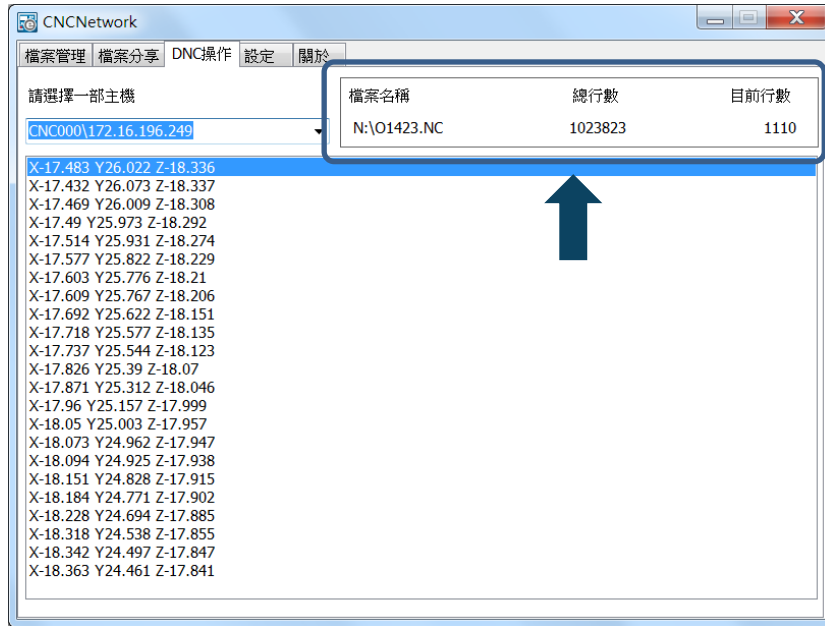 CNCNetwork
檔案管理 檔案分享 DNC操作 設定 關於
請選擇一部主機
CNC000\172.16.196.249
檔案名稱 總行數 目前行數
N:\O1423.NC 1023823 1110
X-17.483 Y26.022 Z-18.336
X-17.432 Y26.073 Z-18.337
X-17.469 Y26.009 Z-18.308
X-17.49 Y25.973 Z-18.292
X-17.514 Y25.931 Z-18.274
X-17.577 Y25.822 Z-18.229
X-17.603 Y25.776 Z-18.21
X-17.609 Y25.767 Z-18.206
X-17.692 Y25.622 Z-18.151
X-17.718 Y25.577 Z-18.135
X-17.737 Y25.544 Z-18.123
X-17.826 Y25.39 Z-18.07
X-17.871 Y25.312 Z-18.046
X-17.96 Y25.157 Z-17.999
X-18.05 Y25.003 Z-17.957
X-18.073 Y24.962 Z-17.947
X-18.094 Y24.925 Z-17.938
X-18.151 Y24.828 Z-17.915
X-18.184 Y24.771 Z-17.902
X-18.228 Y24.694 Z-17.885
X-18.318 Y24.538 Z-17.855
X-18.342 Y24.497 Z-17.847
X-18.363 Y24.461 Z-17.841